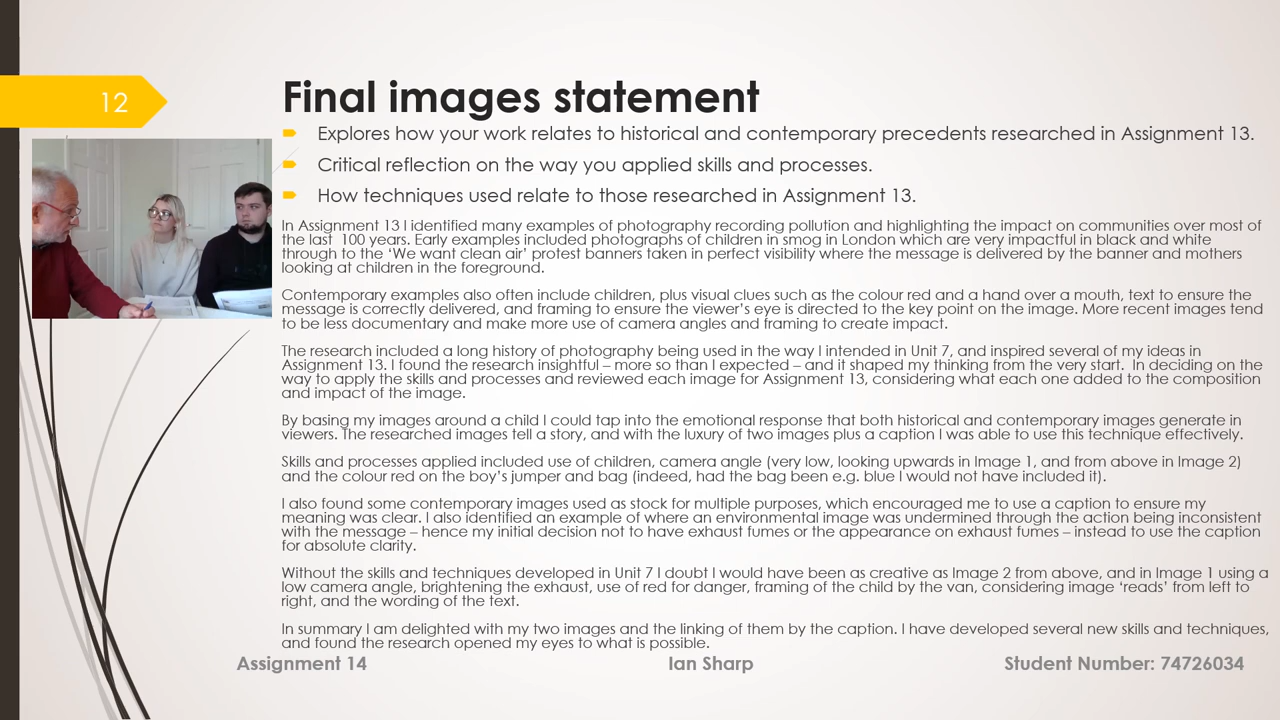 12
Final images statement
Explores how your work relates to historical and contemporary precedents researched in Assignment 13.
Critical reflection on the way you applied skills and processes.
How techniques used relate to those researched in Assignment 13.
In Assignment 13 I identified many examples of photography recording pollution and highlighting the impact on communities over most of
the last  100 years. Early examples included photographs of children in smog in London which are very impactful in black and white
through to the ‘We want clean air’ protest banners taken in perfect visibility where the message is delivered by the banner and mothers
looking at children in the foreground.
Contemporary examples also often include children, plus visual clues such as the colour red and a hand over a mouth, text to ensure the
message is correctly delivered, and framing to ensure the viewer’s eye is directed to the key point on the image. More recent images tend
to be less documentary and make more use of camera angles and framing to create impact.
The research included a long history of photography being used in the way I intended in Unit 7, and inspired several of my ideas in
Assignment 13. I found the research insightful – more so than I expected – and it shaped my thinking from the very start.  In deciding on the
way to apply the skills and processes and reviewed each image for Assignment 13, considering what each one added to the composition
and impact of the image.
By basing my images around a child I could tap into the emotional response that both historical and contemporary images generate in
viewers. The researched images tell a story, and with the luxury of two images plus a caption I was able to use this technique effectively.
Skills and processes applied included use of children, camera angle (very low, looking upwards in Image 1, and from above in Image 2)
and the colour red on the boy’s jumper and bag (indeed, had the bag been e.g. blue I would not have included it).
I also found some contemporary images used as stock for multiple purposes, which encouraged me to use a caption to ensure my
meaning was clear. I also identified an example of where an environmental image was undermined through the action being inconsistent
with the message – hence my initial decision not to have exhaust fumes or the appearance on exhaust fumes – instead to use the caption
for absolute clarity.
Without the skills and techniques developed in Unit 7 I doubt I would have been as creative as Image 2 from above, and in Image 1 using a
low camera angle, brightening the exhaust, use of red for danger, framing of the child by the van, considering image ‘reads’ from left to
right, and the wording of the text.
In summary I am delighted with my two images and the linking of them by the caption. I have developed several new skills and techniques,
and found the research opened my eyes to what is possible.
Assignment 14
Ian Sharp
Student Number: 74726034